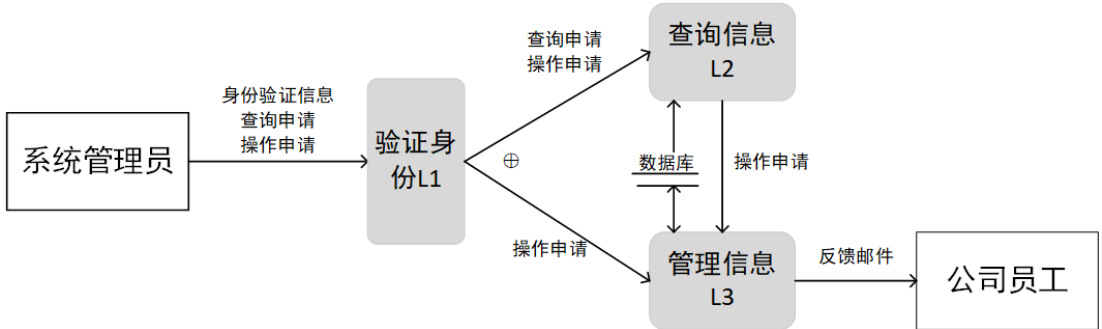 系统管理员
身份验证信息
查询申请
操作申请
验证身
份L1
查询申请
操作申请
⊕
操作申请
查询信息
L2
数据库
操作申请
管理信息
L3
反馈邮件
公司员工